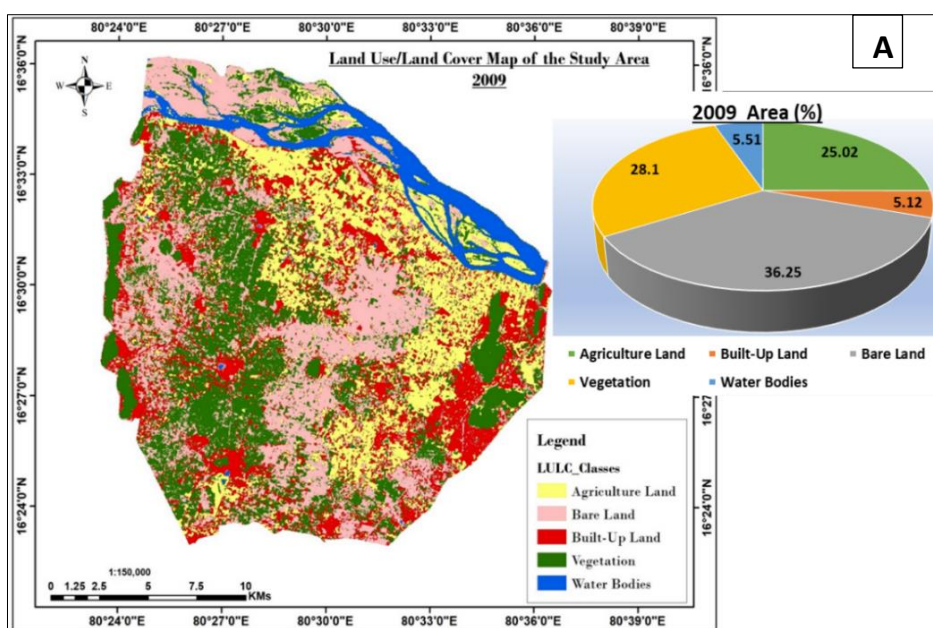 80°24'0"E 80°27'0"E 80°30'0"E 80°33'0"E 80°36'0"E 80°39'0"E
A
Land Use/Land Cover Map of the Study Area
2009
N
W E
S
16°36'0"N 16°36'0"N
2009 Area (%)
5.51
25.02
28.1
5.12
36.25
16°33'0"N
16°30'0"N
Agriculture Land Built-Up Land Bare Land
Vegetation Water Bodies
16°27'0"N 16°27
Legend
LULC_Classes
Agriculture Land
Bare Land
Built-Up Land
Vegetation
Water Bodies
16°24'0"N 16°24'0"N
1:150,000
0 1.25 2.5 5 7.5 10
KMs
80°24'0"E 80°27'0"E 80°30'0"E 80°33'0"E 80°36'0"E 80°39'0"E